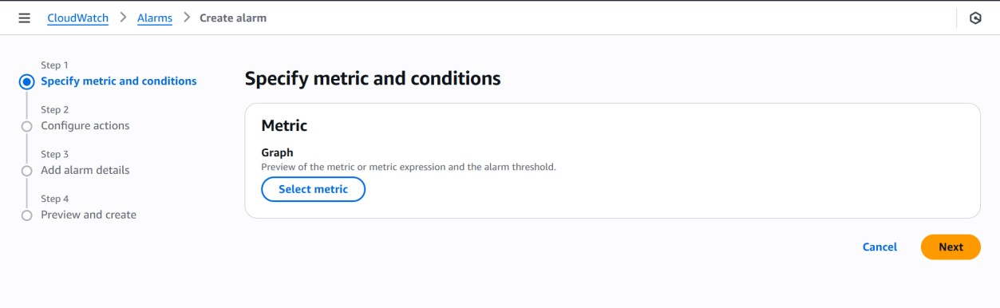 CloudWatch > Alarms > Create alarm
Step 1
Specify metric and conditions
Step 2
Configure actions
Step 3
Add alarm details
Step 4
Preview and create
Specify metric and conditions
Metric
Graph
Preview of the metric or metric expression and the alarm threshold.
Select metric
Cancel Next